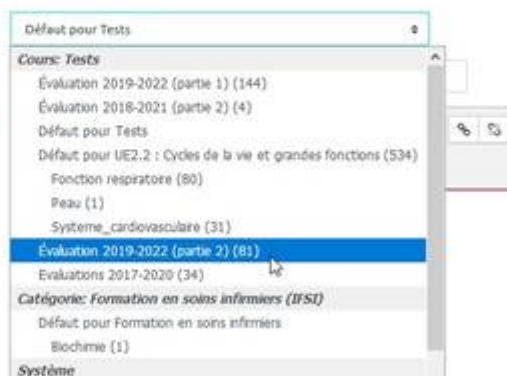 Défaut pour Tests
Cours: Tests
Évaluation 2019-2022 (partie 1) (144)
Évaluation 2018-2021 (partie 2) (4)
Défaut pour Tests
Défaut pour UE2.2 : Cycles de la vie et grandes fonctions (534)
Fonction respiratoire (80)
Peau (1)
Systeme_cardiovasculaire (31)
Évaluation 2019-2022 (partie 2) (81)
Evaluations 2017-2020 (34)
Catégorie: Formation en soins infirmiers (IFSI)
Défaut pour Formation en soins infirmiers
Biochimie (1)
Système